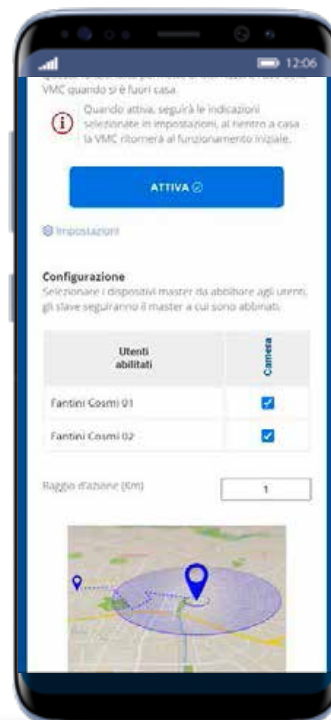 12:06
VMC quando si è fuori casa.
Quando attiva, seguirà le indicazioni
selezionate in impostazioni, al rientro a casa
la VMC ritornerà al funzionamento iniziale.
ATTIVA
Impostazioni
Configurazione
Selezionare i dispositivi master da abbinare agli utenti,
gli slave seguiranno il master a cui sono abbinati.
Utenti
abilitati
Camera
Fantini Cosmi 01
Fantini Cosmi 02
Raggio d'azione (Km)
1